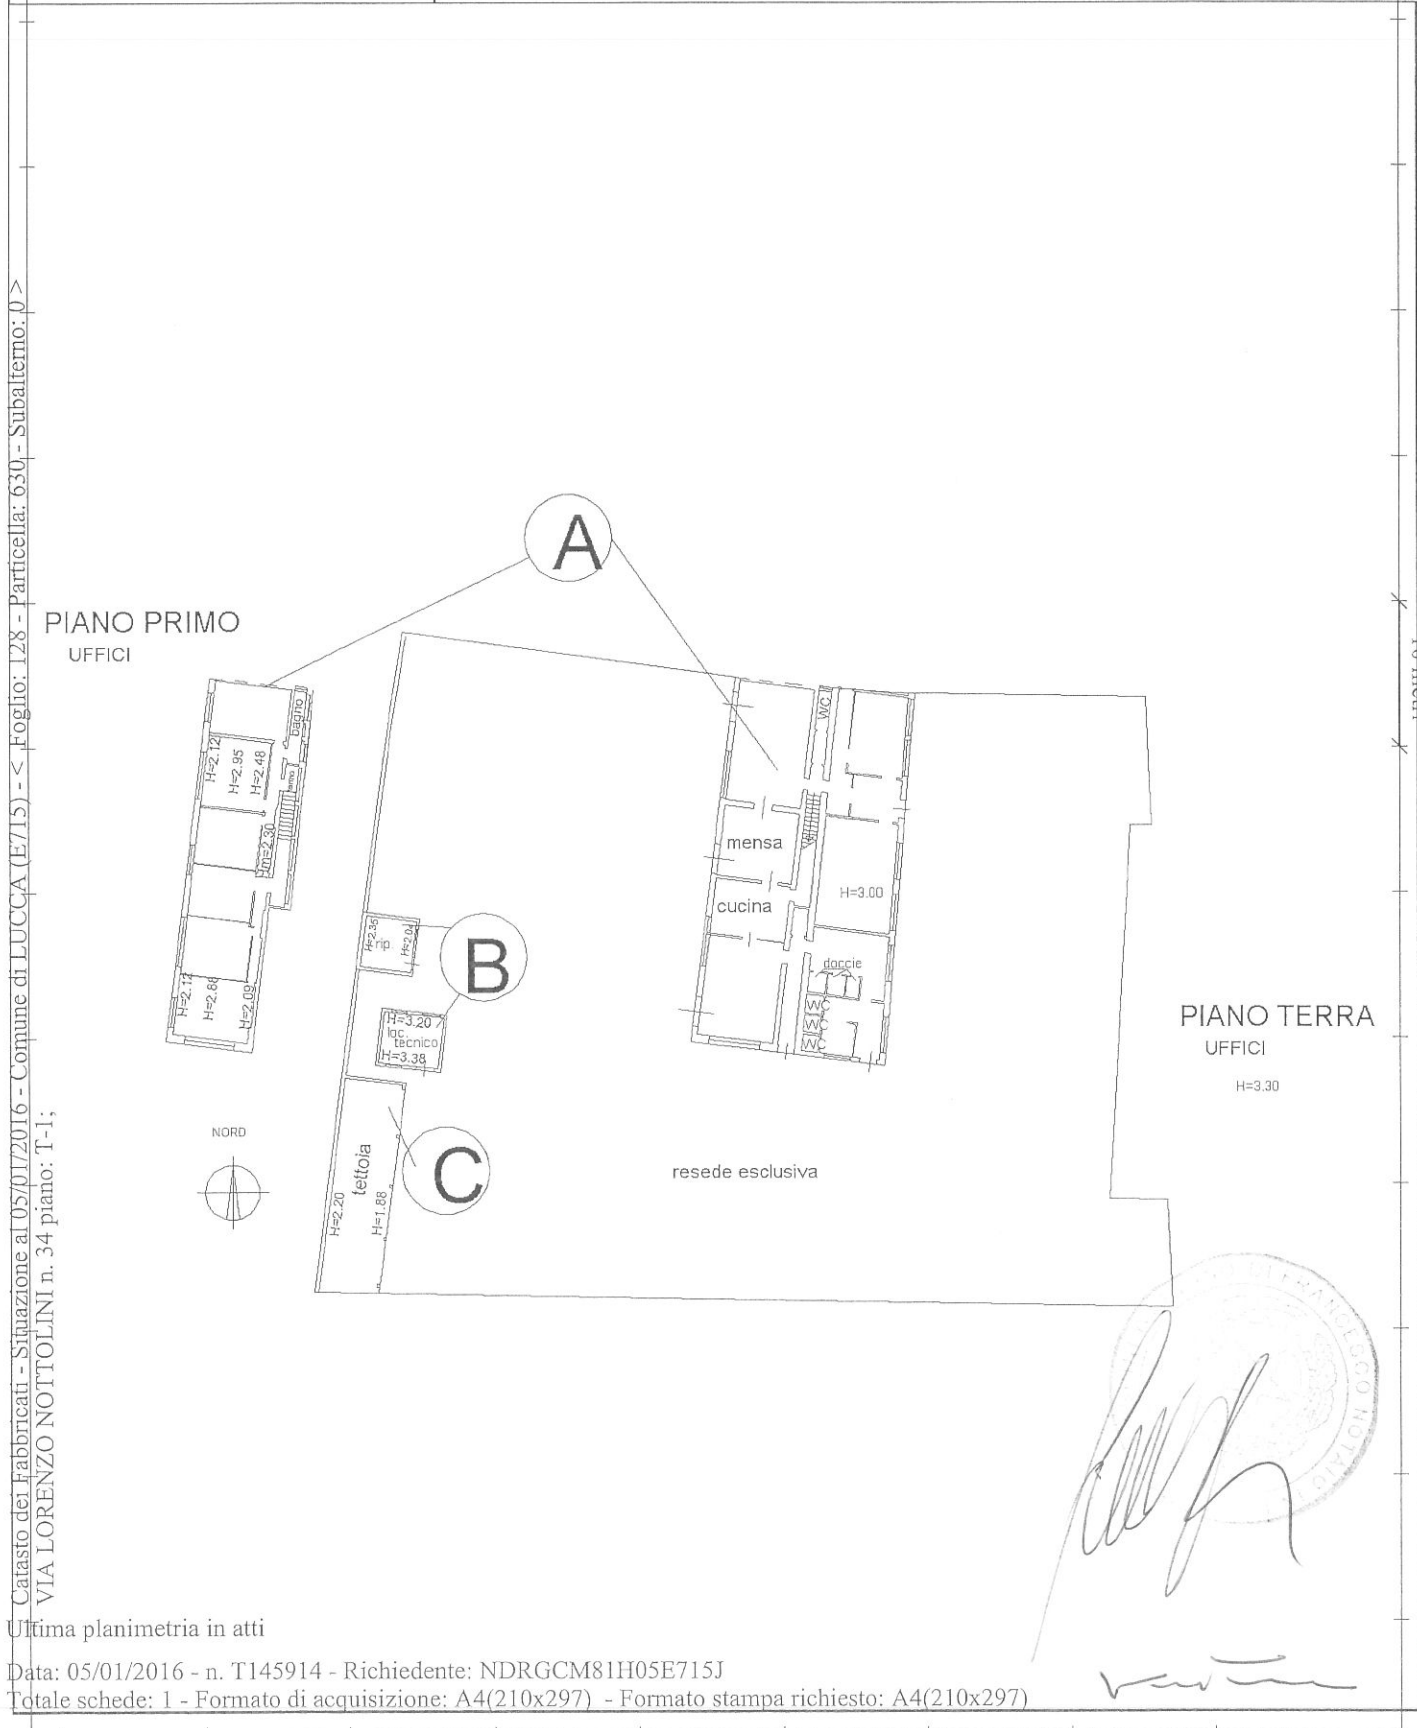 Catasto dei Fabbricati - Situazione al 05/01/2016 - Comune di LUCCA (E715) - < Foglio: 128 - Particella: 630 - Subalterno: 0 >
VIA LORENZO NOTTOLINI n. 34 piano: T-1;
A
PIANO PRIMO
UFFICI
bagno
H=2.12
H=2.95
H=2.48
Hm=2.30
H=2.12
H=2.88
H=2.09
WC
mensa
cucina
H=3.00
doccie
WC
WC
WC
B
H=2.35
rip.
H=3.20
loc.
tecnico
H=3.38
PIANO TERRA
UFFICI
H=3.30
NORD
C
tettoia
H=2.20
H=1.88
resede esclusiva
DI FRANCESCO NOTAIO
Ultima planimetria in atti
Data: 05/01/2016 - n. T145914 - Richiedente: NDRGCM81H05E715J
Totale schede: 1 - Formato di acquisizione: A4(210x297) - Formato stampa richiesto: A4(210x297)